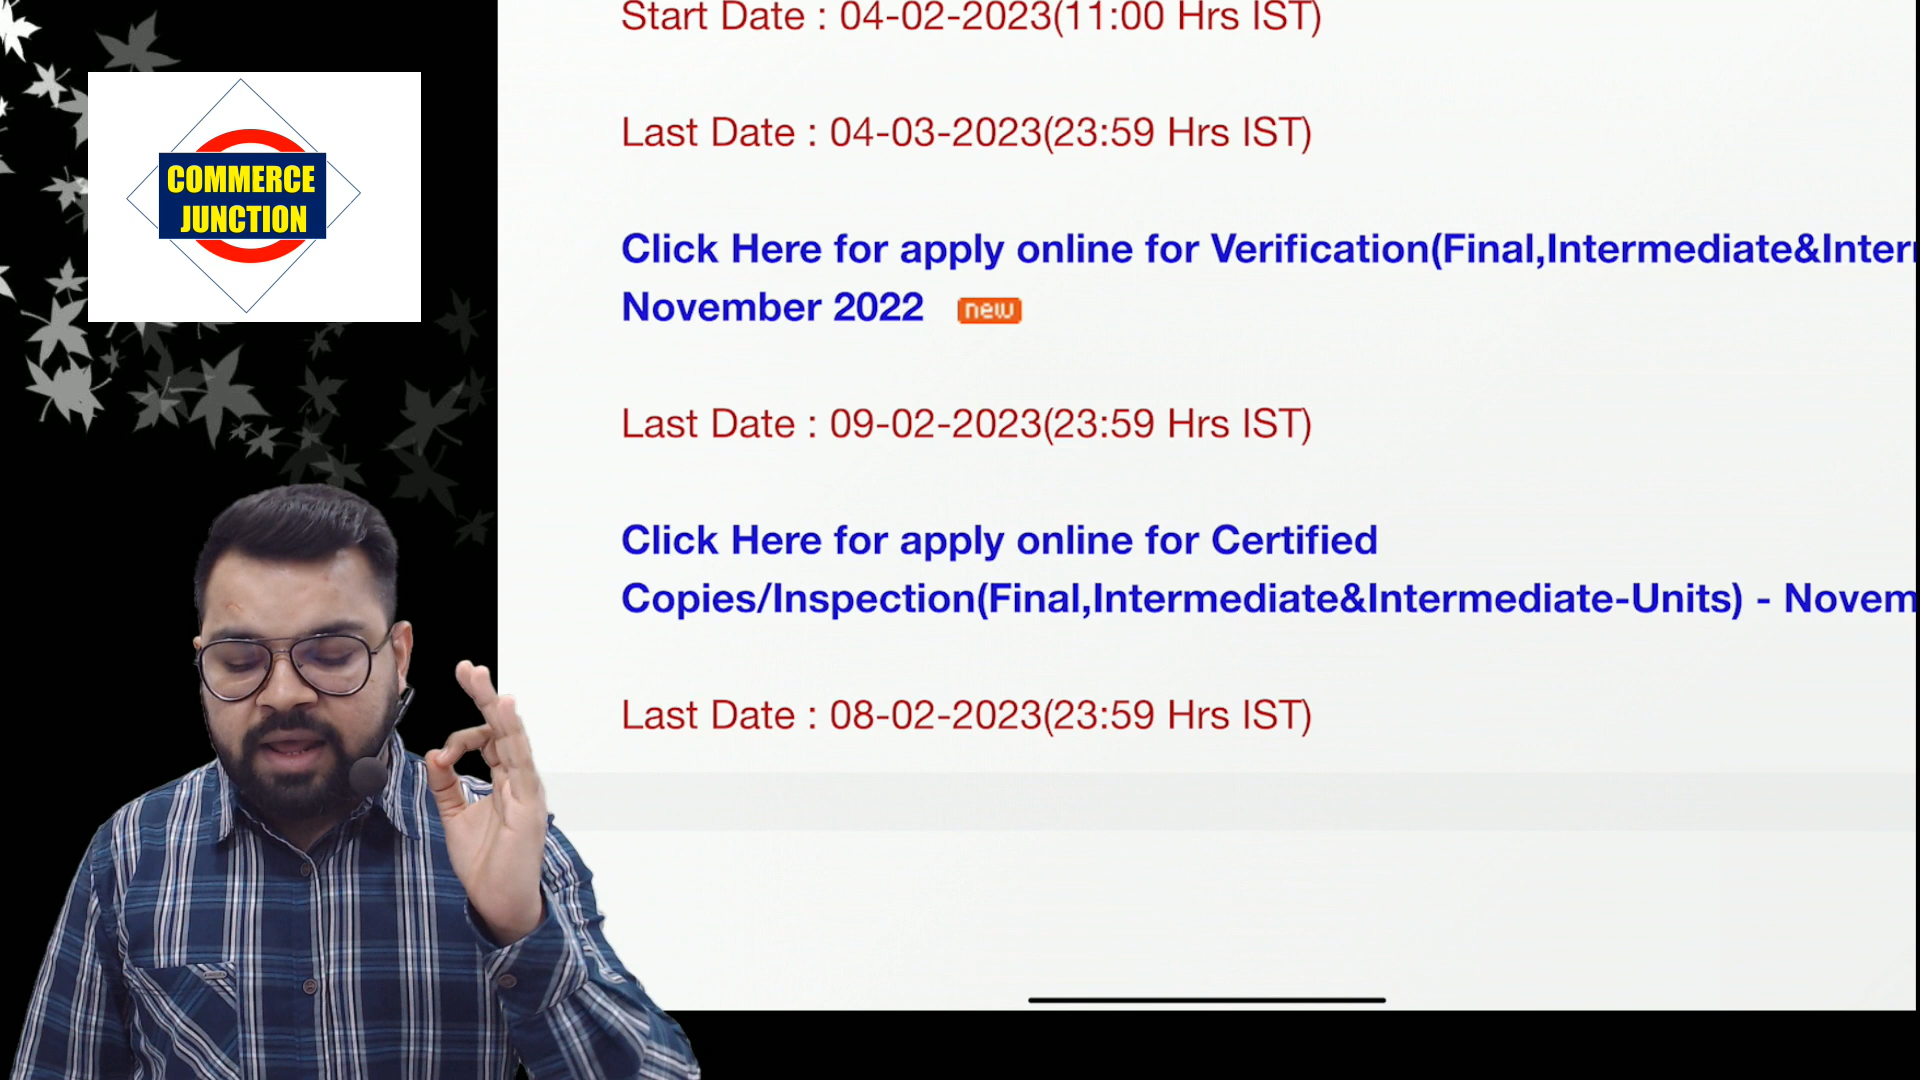 COMMERCE
JUNCTION
Start Date : 04-02-2023(11:00 Hrs IST)
Last Date : 04-03-2023(23:59 Hrs IST)
Click Here for apply online for Verification(Final,Intermediate&Inter
November 2022 new
Last Date : 09-02-2023(23:59 Hrs IST)
Click Here for apply online for Certified
Copies/Inspection(Final,Intermediate&Intermediate-Units) - Novem
Last Date : 08-02-2023(23:59 Hrs IST)